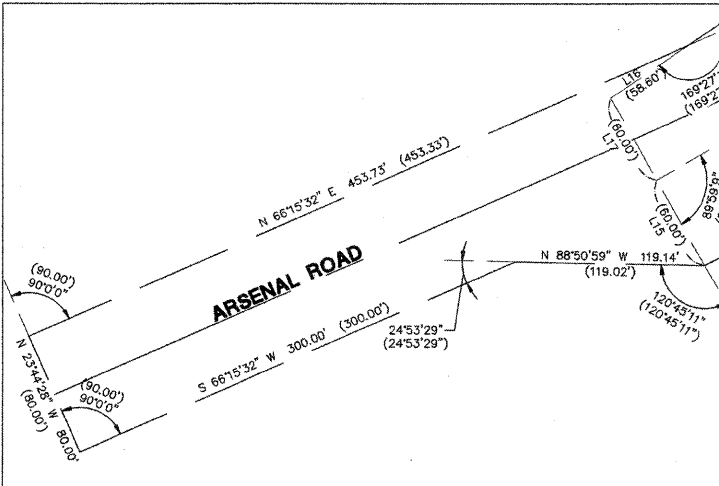 L16
(58.60')
169°27'
(169°2
(60.00')
L17
N 66°15'32" E 453.73' (453.33')
89°59'9"
(60.00')
L15
ARSENAL ROAD
N 88°50'59" W 119.14'
(119.02')
(90.00')
90°0'0"
120°45'11"
(120°45'11")
24°53'29"
(24°53'29")
S 66°15'32" W 300.00' (300.00')
N 23°44'28" W 80.00'
(80.00')
(90.00')
90°0'0"